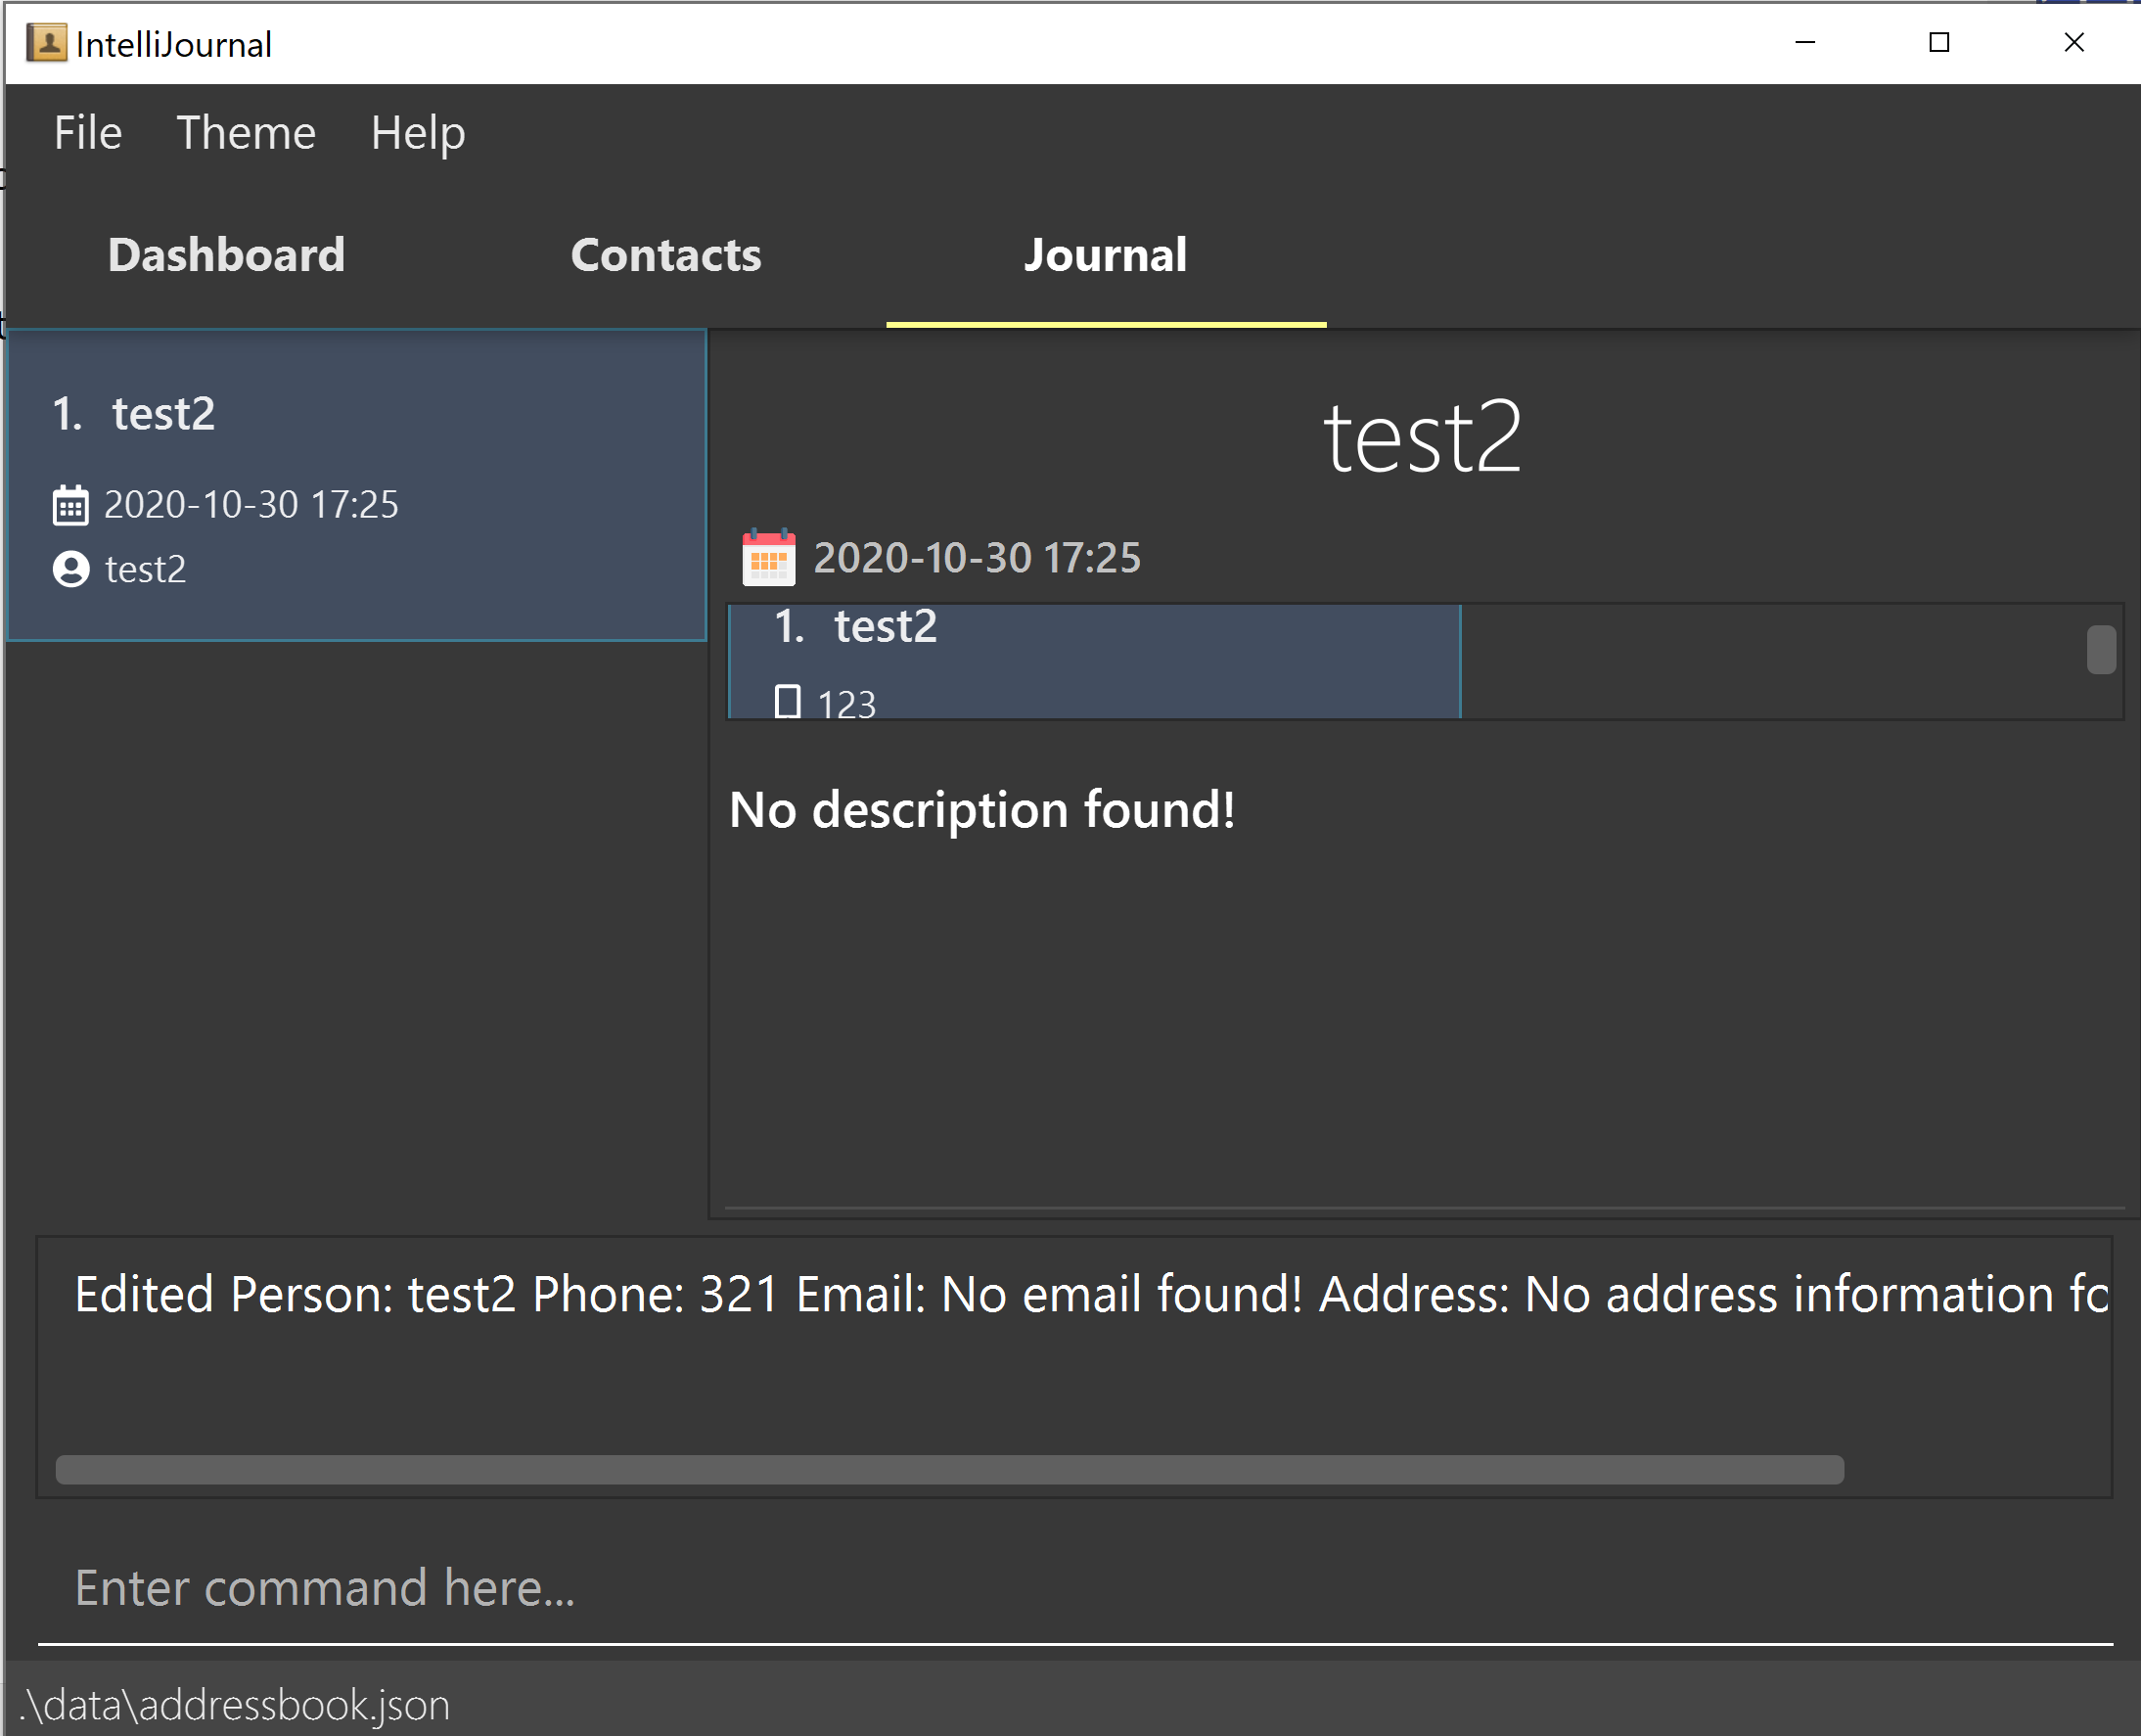 IntelliJournal
File Theme Help
Dashboard Contacts Journal
1. test2
2020-10-30 17:25
test2
test2
2020-10-30 17:25
1. test2
123
No description found!
Edited Person: test2 Phone: 321 Email: No email found! Address: No address information fo
Enter command here...
.\data\addressbook.json